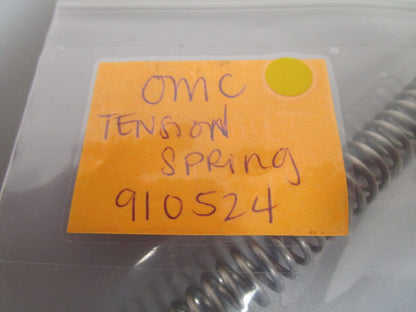 OMC
TENSION
SPRING
910524